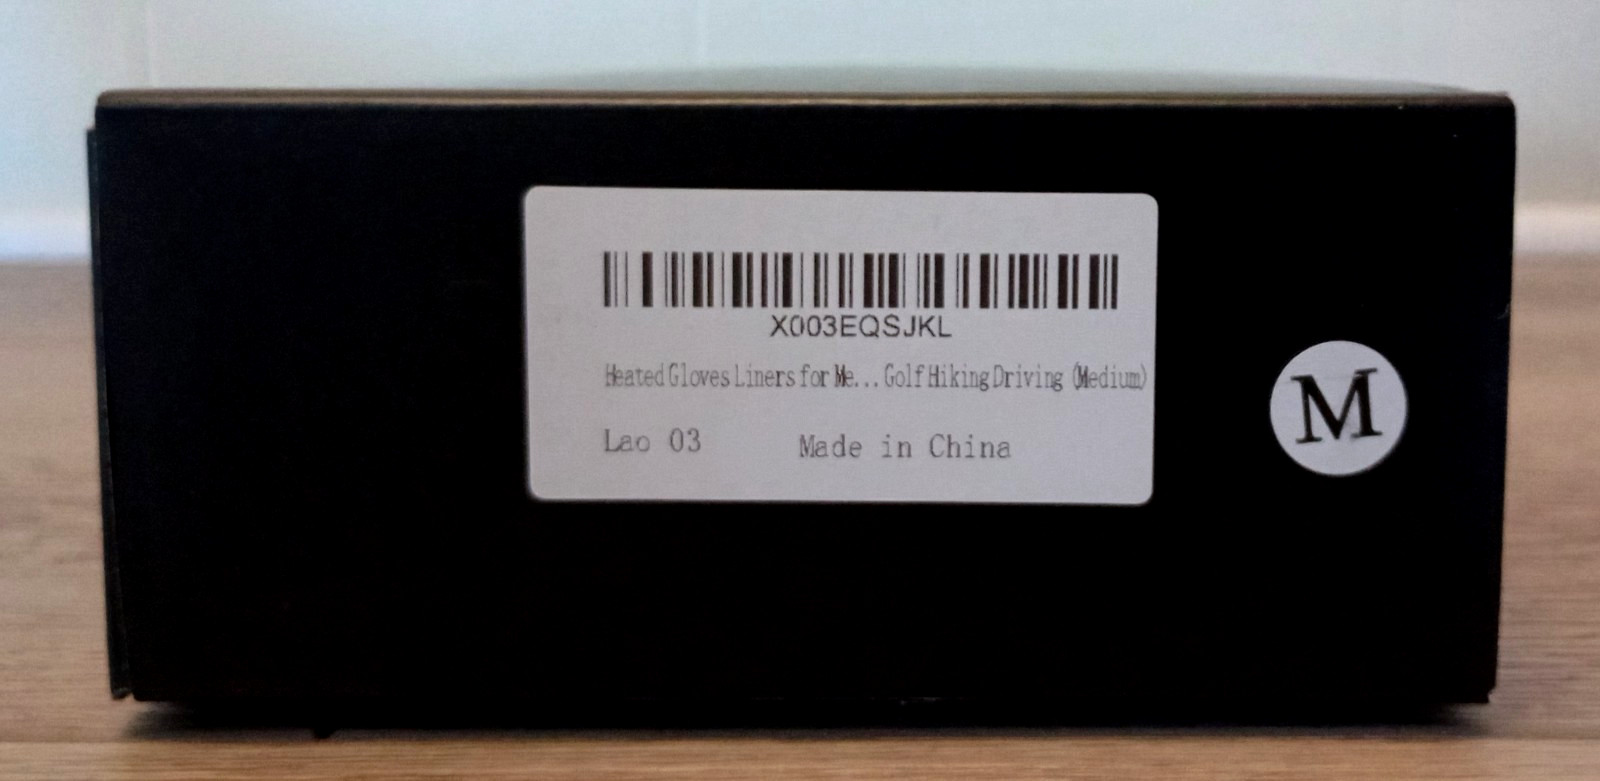 X003EQSJKL
Heated Gloves Liners for Me... Golf Hiking Driving (Medium)
Lao 03 Made in China
M